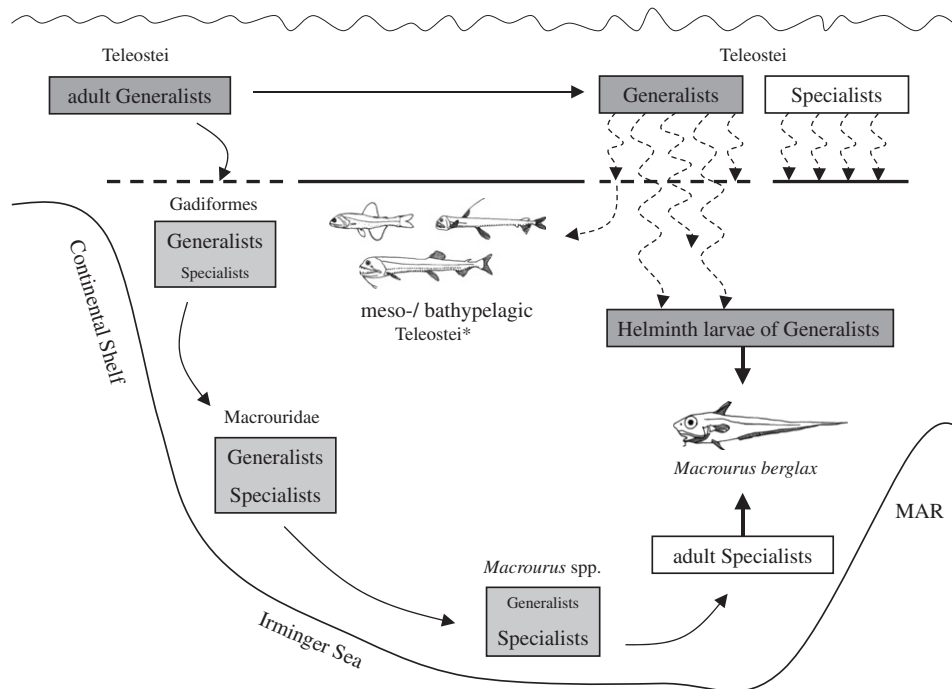 Teleostei
Teleostei
adult Generalists
Generalists
Specialists
Gadiformes
Generalists
Specialists
Continental Shelf
meso-/ bathypelagic
Teleostei*
Helminth larvae of Generalists
Macrouridae
Generalists
Specialists
Macrourus berglax
MAR
adult Specialists
Macrourus spp.
Generalists
Specialists
Irminger Sea